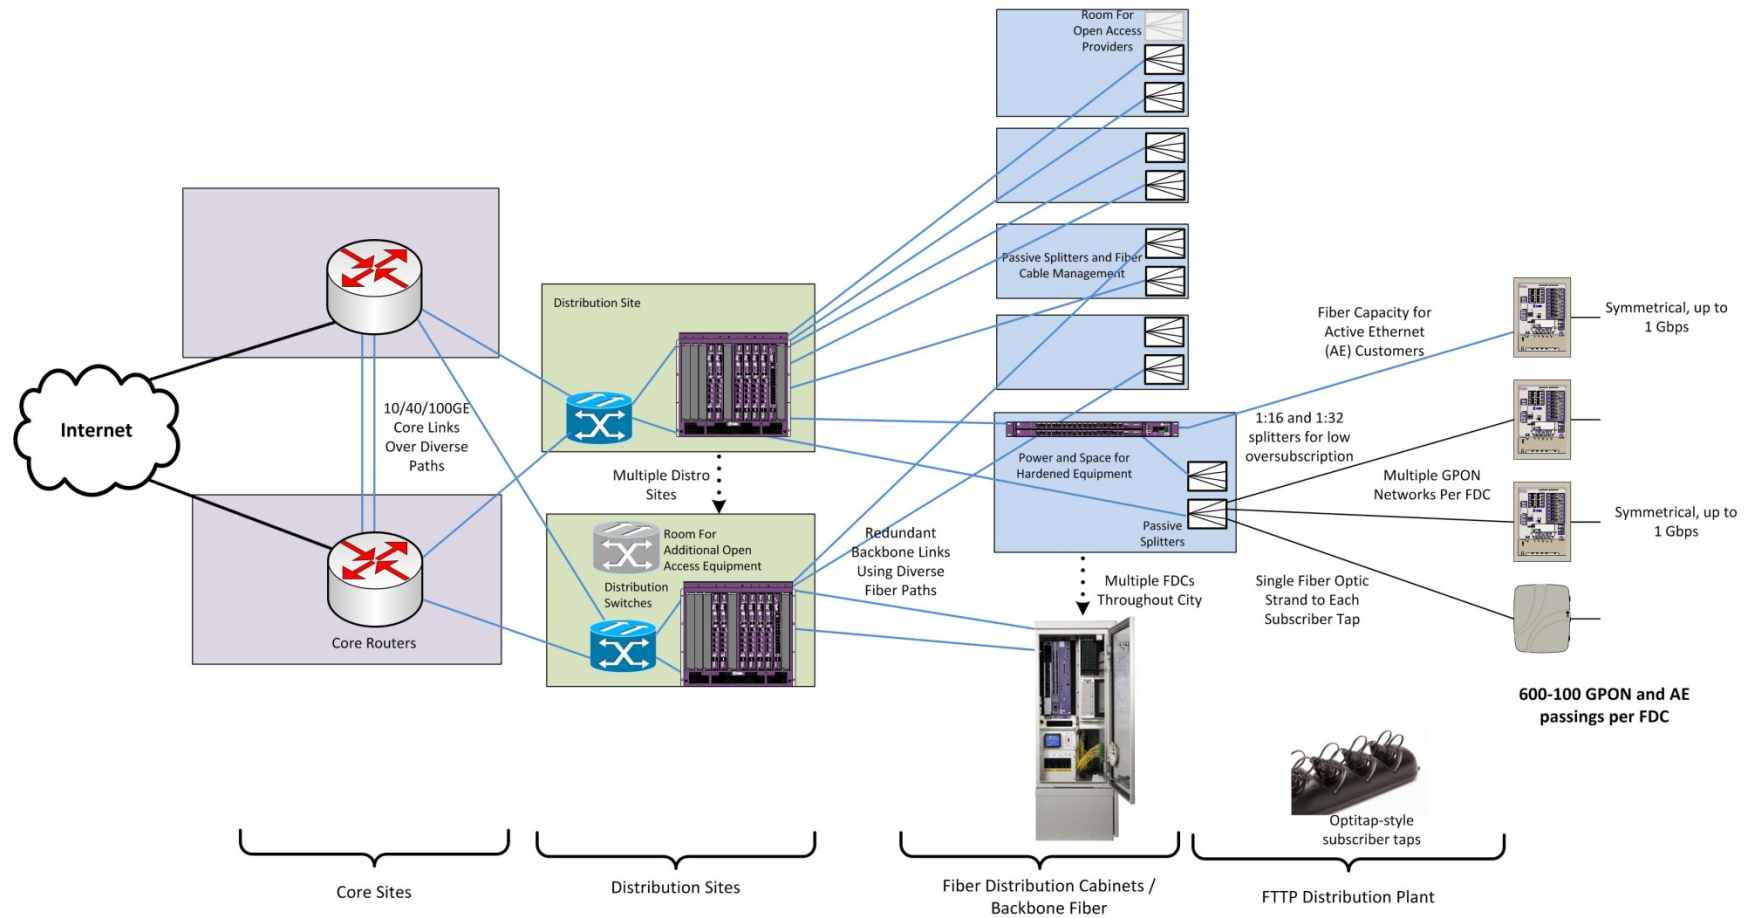 Room For
Open Access
Providers
Passive Splitters and Fiber
Cable Management
Distribution Site
Internet
10/40/100GE
Core Links
Over Diverse
Paths
Core Routers
Multiple Distro
Sites
Room For
Additional Open
Access Equipment
Distribution
Switches
Redundant
Backbone Links
Using Diverse
Fiber Paths
Power and Space for
Hardened Equipment
Passive
Splitters
Multiple FDCs
Throughout City
Fiber Capacity for
Active Ethernet
(AE) Customers
1:16 and 1:32
splitters for low
oversubscription
Multiple GPON
Networks Per FDC
Single Fiber Optic
Strand to Each
Subscriber Tap
Symmetrical, up to
1 Gbps
Symmetrical, up to
1 Gbps
600-100 GPON and AE
passings per FDC
Optitap-style
subscriber taps
Core Sites
Distribution Sites
Fiber Distribution Cabinets /
Backbone Fiber
FTTP Distribution Plant